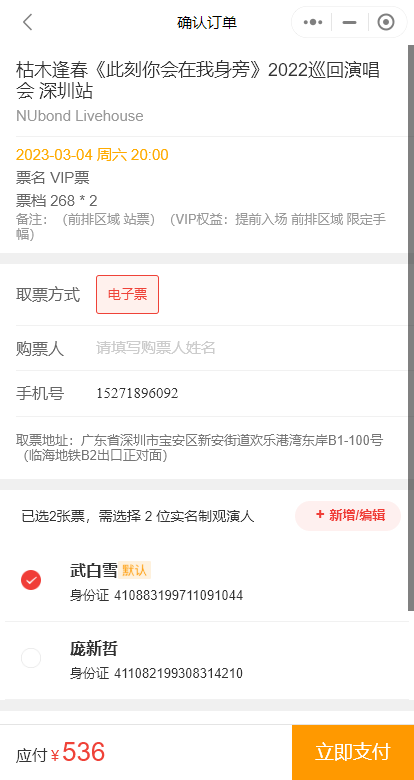 确认订单
枯木逢春《此刻你会在我身旁》2022巡回演唱
会 深圳站
NUbond Livehouse
2023-03-04 周六 20:00
票名 VIP票
票档 268 * 2
备注：（前排区域 站票）（VIP权益：提前入场 前排区域 限定手
幅）
取票方式 电子票
购票人 请填写购票人姓名
手机号 15271896092
取票地址：广东省深圳市宝安区新安街道欢乐港湾东岸B1-100号
（临海地铁B2出口正对面）
已选2张票，需选择 2 位实名制观演人 + 新增/编辑
武白雪 默认
身份证 410883199711091044
庞新哲
身份证 411082199308314210
应付￥536 立即支付